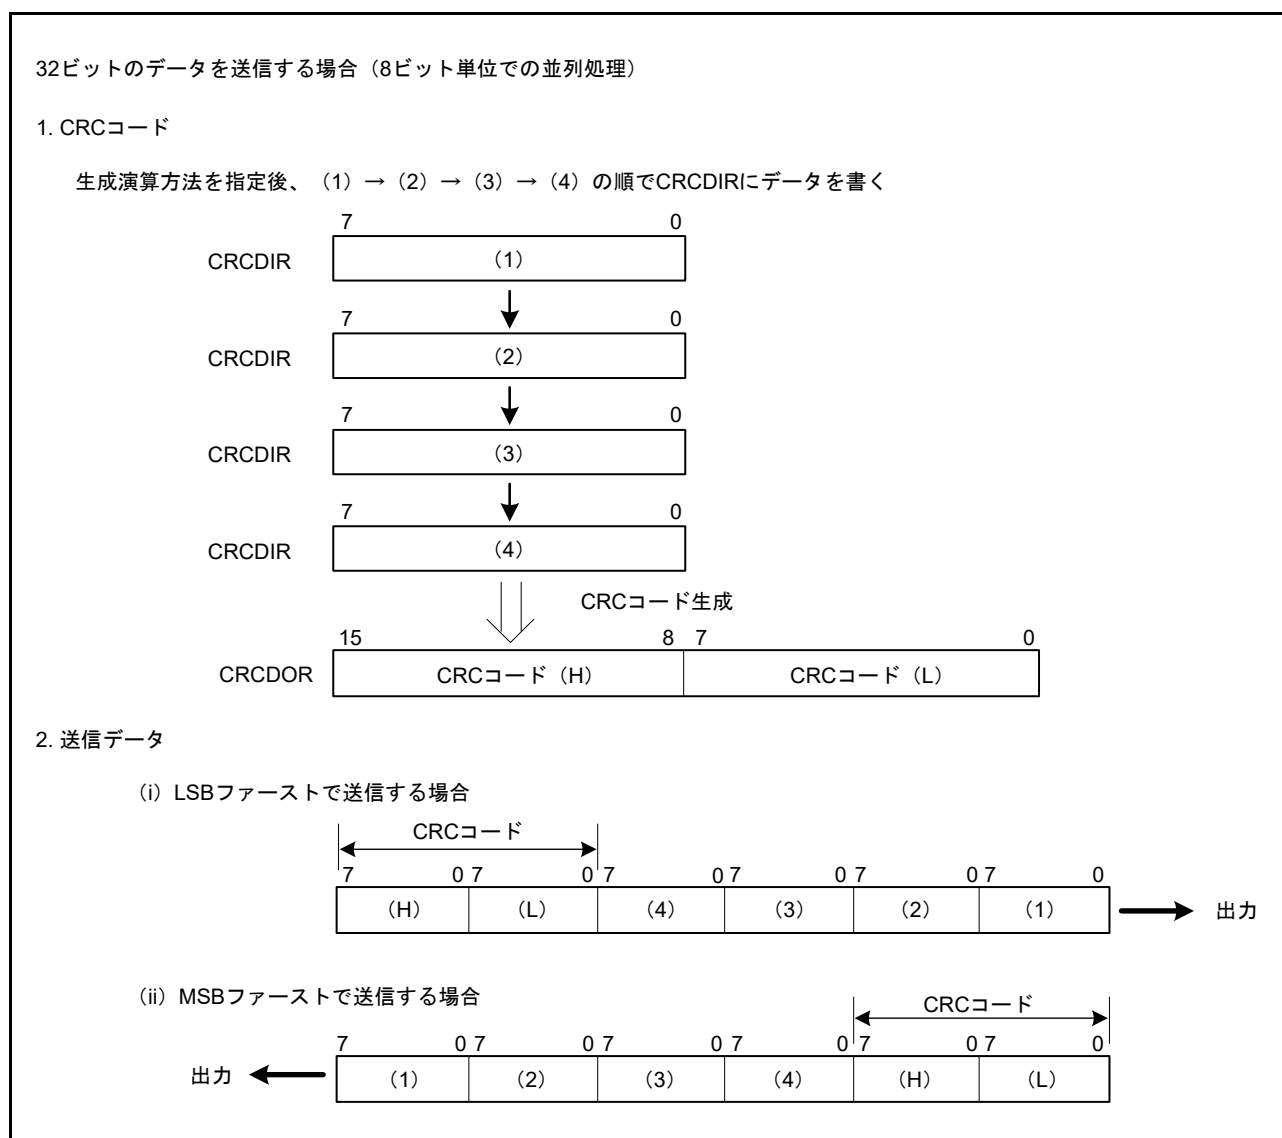 32ビットのデータを送信する場合（8ビット単位での並列処理）
1. CRCコード
生成演算方法を指定後、（1）→（2）→（3）→（4）の順でCRCDIRにデータを書く
7 0
CRCDIR （1）
7 0
CRCDIR （2）
7 0
CRCDIR （3）
7 0
CRCDIR （4）
CRCコード生成
15 8 7 0
CRCDOR CRCコード（H） CRCコード（L）
2. 送信データ
（i）LSBファーストで送信する場合
CRCコード
7 0 7 0 7 0 7 0 7 0 7 0
（H） （L） （4） （3） （2） （1） 出力
（ii）MSBファーストで送信する場合
CRCコード
7 0 7 0 7 0 7 0 7 0 7 0
出力 （1） （2） （3） （4） （H） （L）